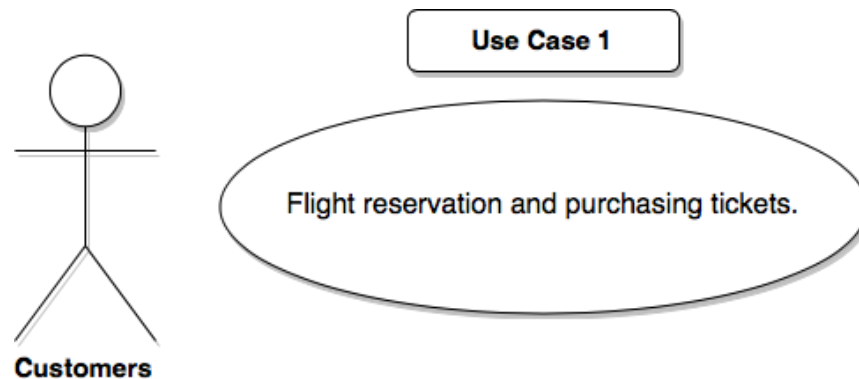 Use Case 1
Flight reservation and purchasing tickets.
Customers